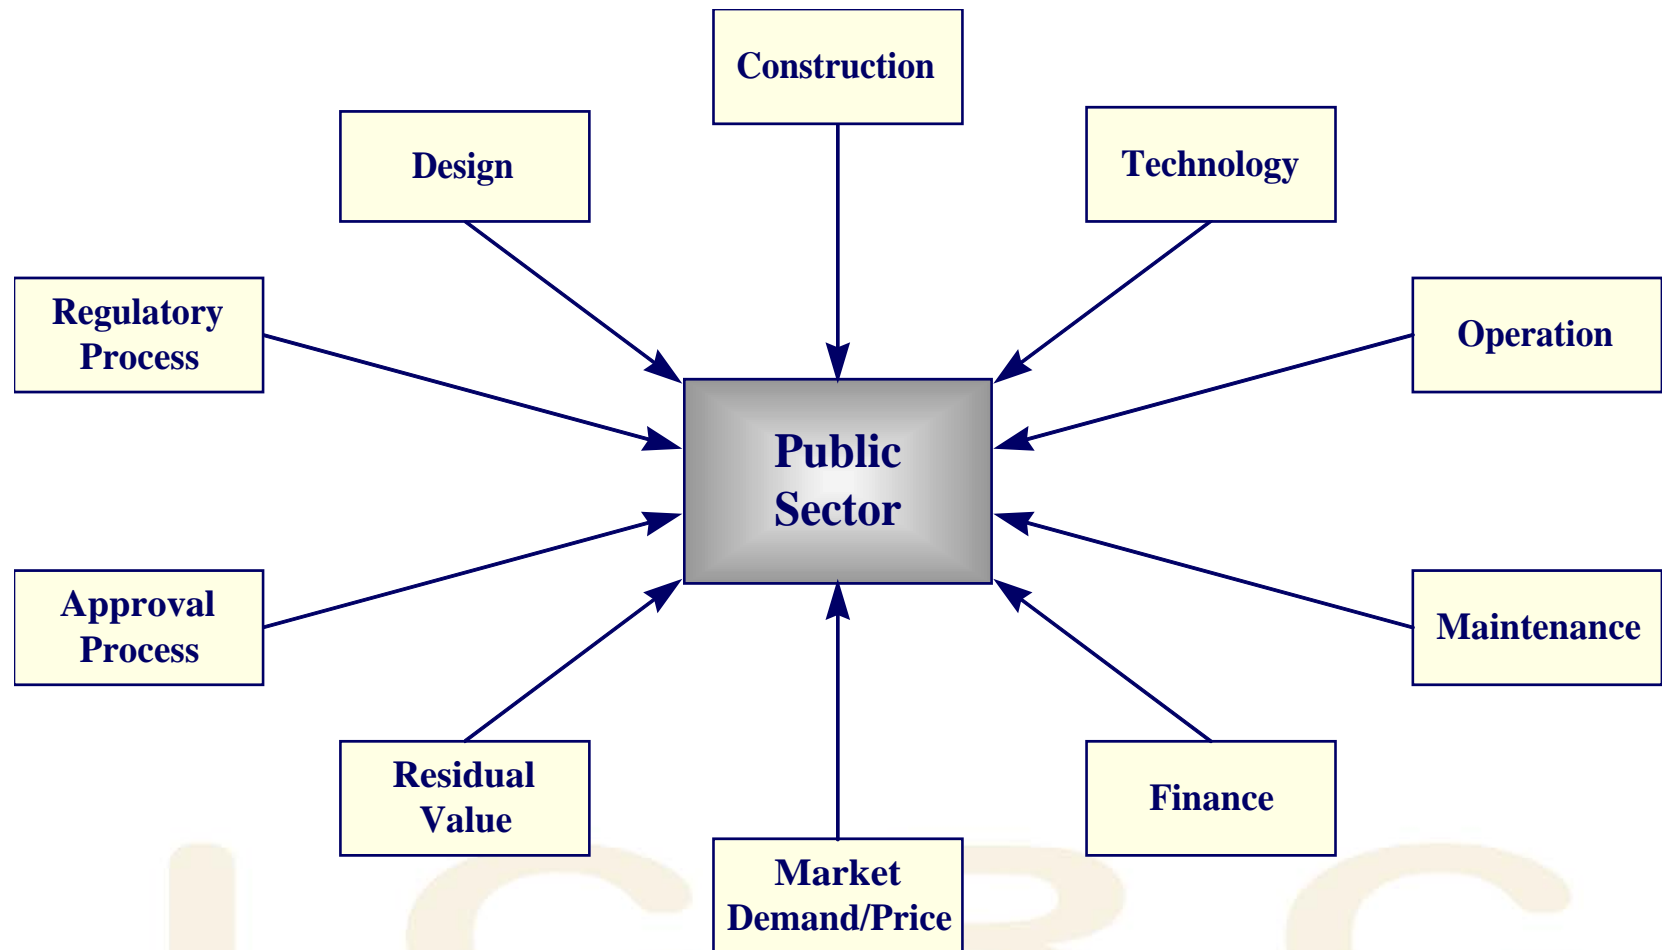 Construction
Design
Technology
Regulatory
Process
Operation
Public
Sector
Approval
Process
Maintenance
Residual
Value
Finance
Market
Demand/Price